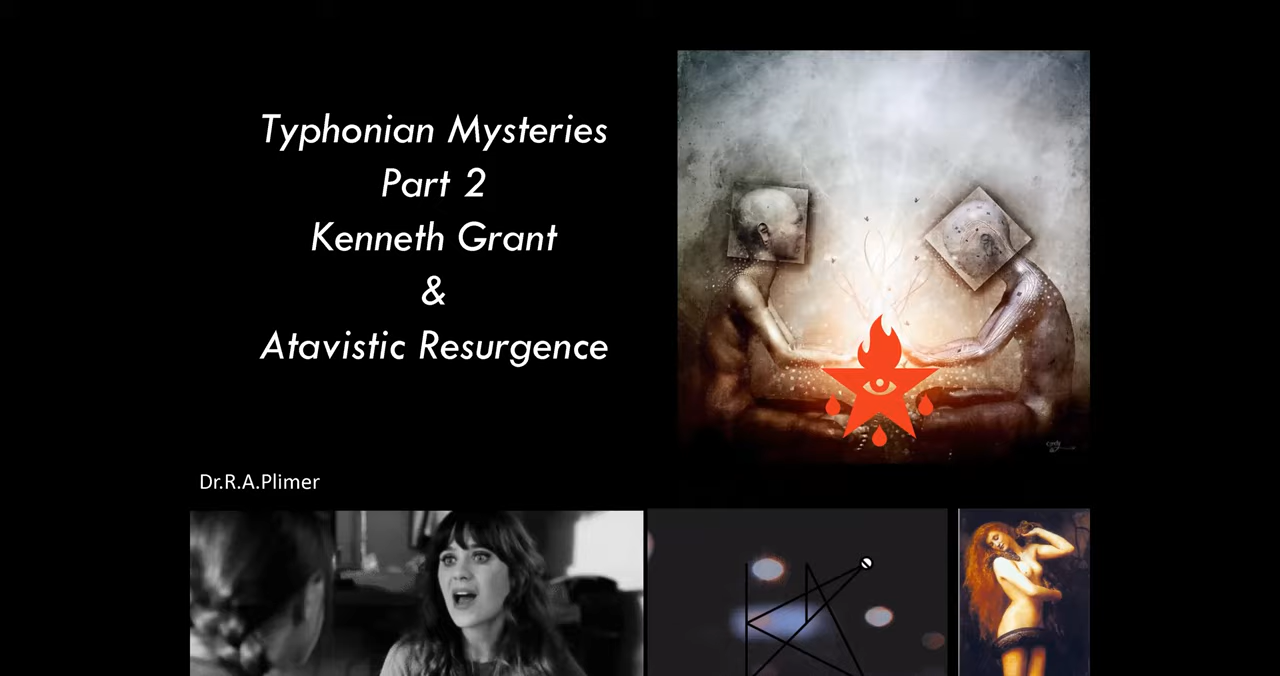 Typhonian Mysteries
Part 2
Kenneth Grant
&
Atavistic Resurgence
Dr.R.A.Plimer